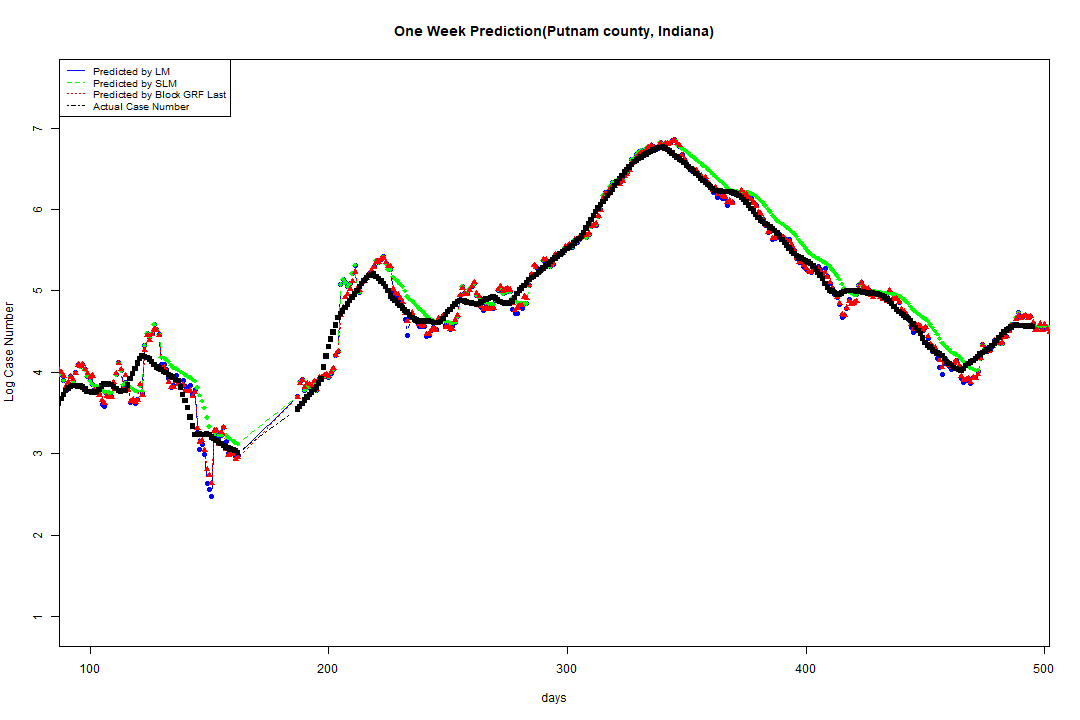 One Week Prediction(Putnam county, Indiana)
Predicted by LM
Predicted by SLM
Predicted by Block GRF Last
Actual Case Number
7
6
5
4
3
2
1
Log Case Number
100 200 300 400 500
days